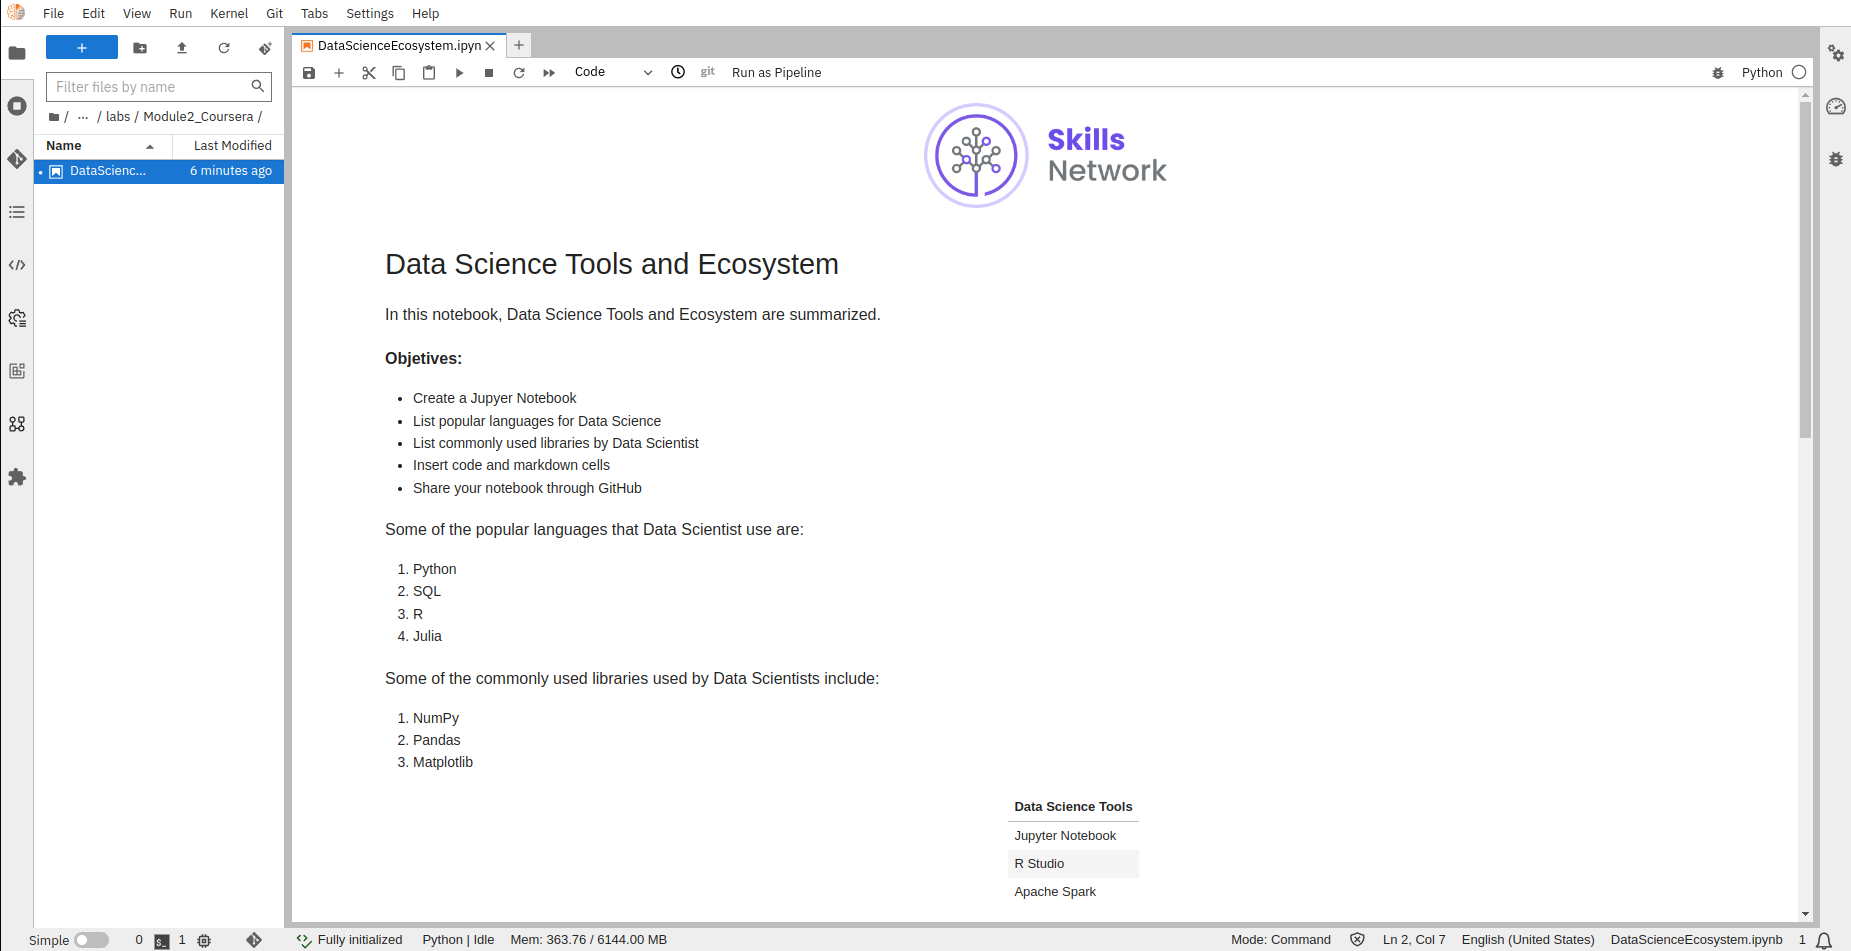 File Edit View Run Kernel Git Tabs Settings Help
DataScienceEcosystem.ipyn
Code
git
Run as Pipeline
Python
Filter files by name
/ ... / labs / Module2_Coursera /
Name Last Modified
DataScienc... 6 minutes ago
Skills
Network
Data Science Tools and Ecosystem
In this notebook, Data Science Tools and Ecosystem are summarized.
Objetives:
• Create a Jupyer Notebook
• List popular languages for Data Science
• List commonly used libraries by Data Scientist
• Insert code and markdown cells
• Share your notebook through GitHub
Some of the popular languages that Data Scientist use are:
1. Python
2. SQL
3. R
4. Julia
Some of the commonly used libraries used by Data Scientists include:
1. NumPy
2. Pandas
3. Matplotlib
Data Science Tools
Jupyter Notebook
R Studio
Apache Spark
Simple 0 $_ 1 Fully initialized Python | Idle Mem: 363.76 / 6144.00 MB Mode: Command Ln 2, Col 7 English (United States) DataScienceEcosystem.ipynb 1